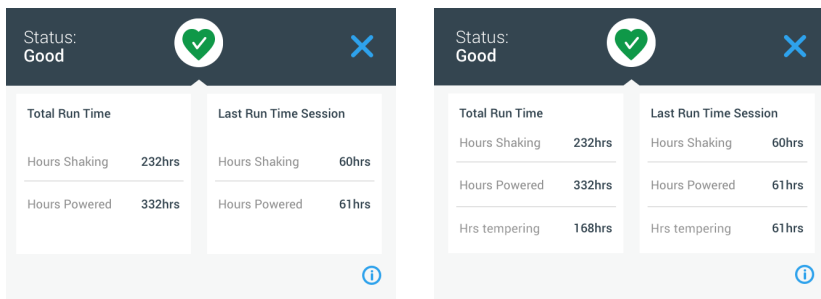 Status:
Good
Total Run Time
Hours Shaking 232hrs
Hours Powered 332hrs
Last Run Time Session
Hours Shaking 60hrs
Hours Powered 61hrs
Status:
Good
Total Run Time
Hours Shaking 232hrs
Hours Powered 332hrs
Hrs tempering 168hrs
Last Run Time Session
Hours Shaking 60hrs
Hours Powered 61hrs
Hrs tempering 61hrs